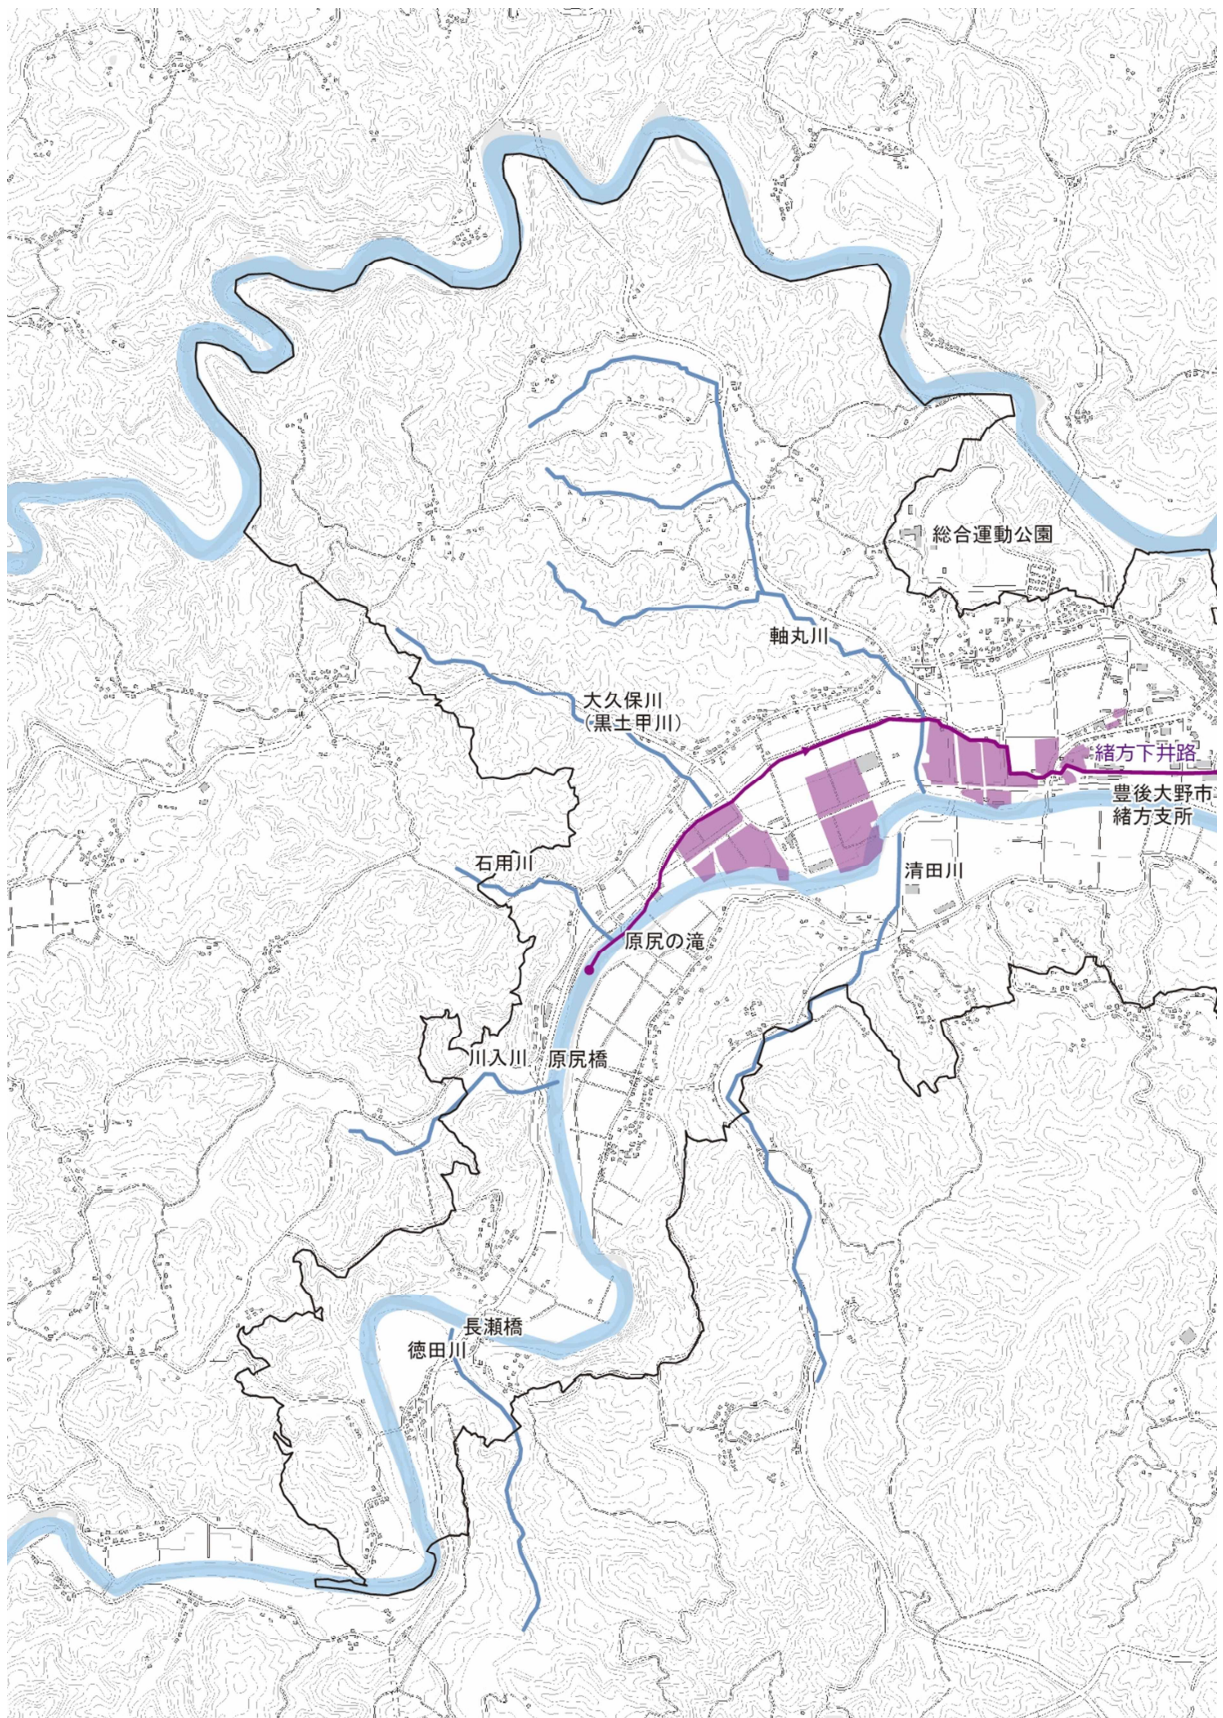 総合運動公園
軸丸川
大久保川
（黒土甲川）
緒方下井路
豊後大野市
緒方支所
石用川
清田川
原尻の滝
川入川
原尻橋
長瀬橋
徳田川